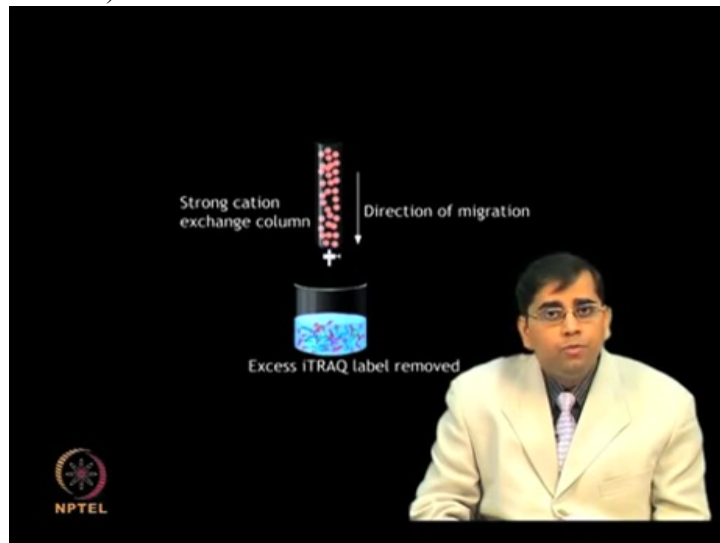 Strong cation
exchange column
Direction of migration
Excess iTRAQ label removed
NPTEL